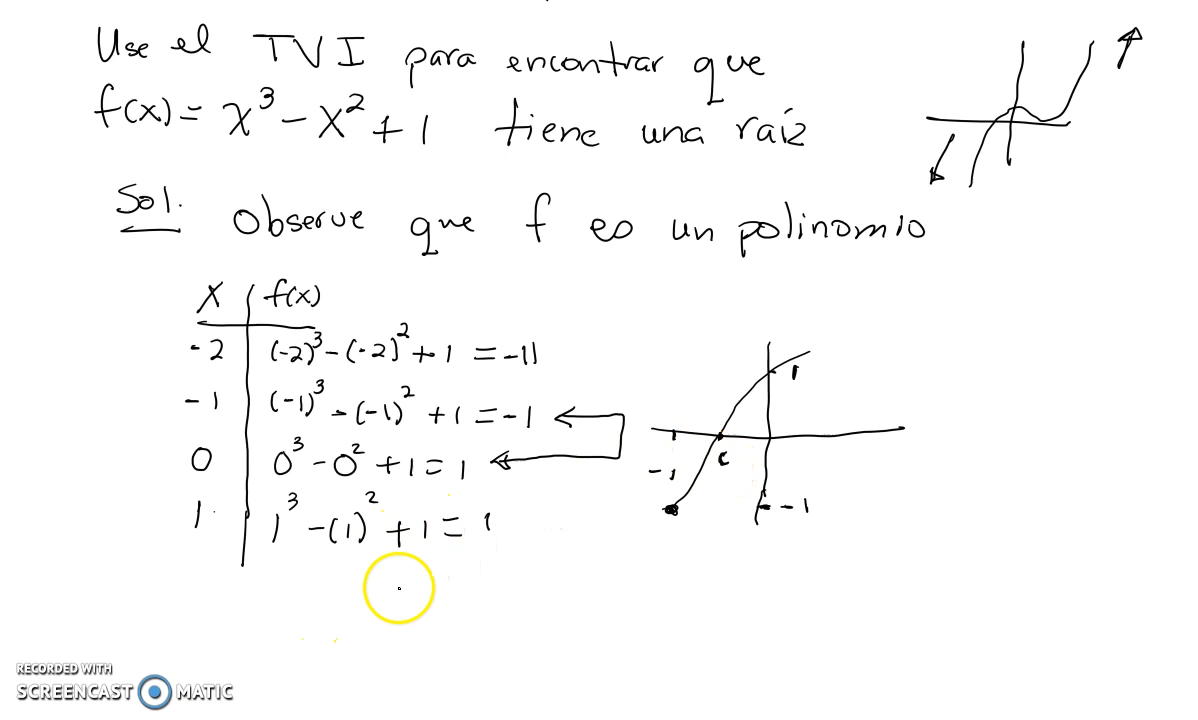 Use el TVI para encontrar que
f(x) = x³ - x² + 1 tiene una raíz
Sol. Observe que f es un polinomio
x f(x)
-2 (-2)³ - (-2)² + 1 = -11
-1 (-1)³ - (-1)² + 1 = -1
0 0³ - 0² + 1 = 1
1 1³ - (1)² + 1 = 1
1
-1 c
-1
RECORDED WITH
SCREENCAST MATIC